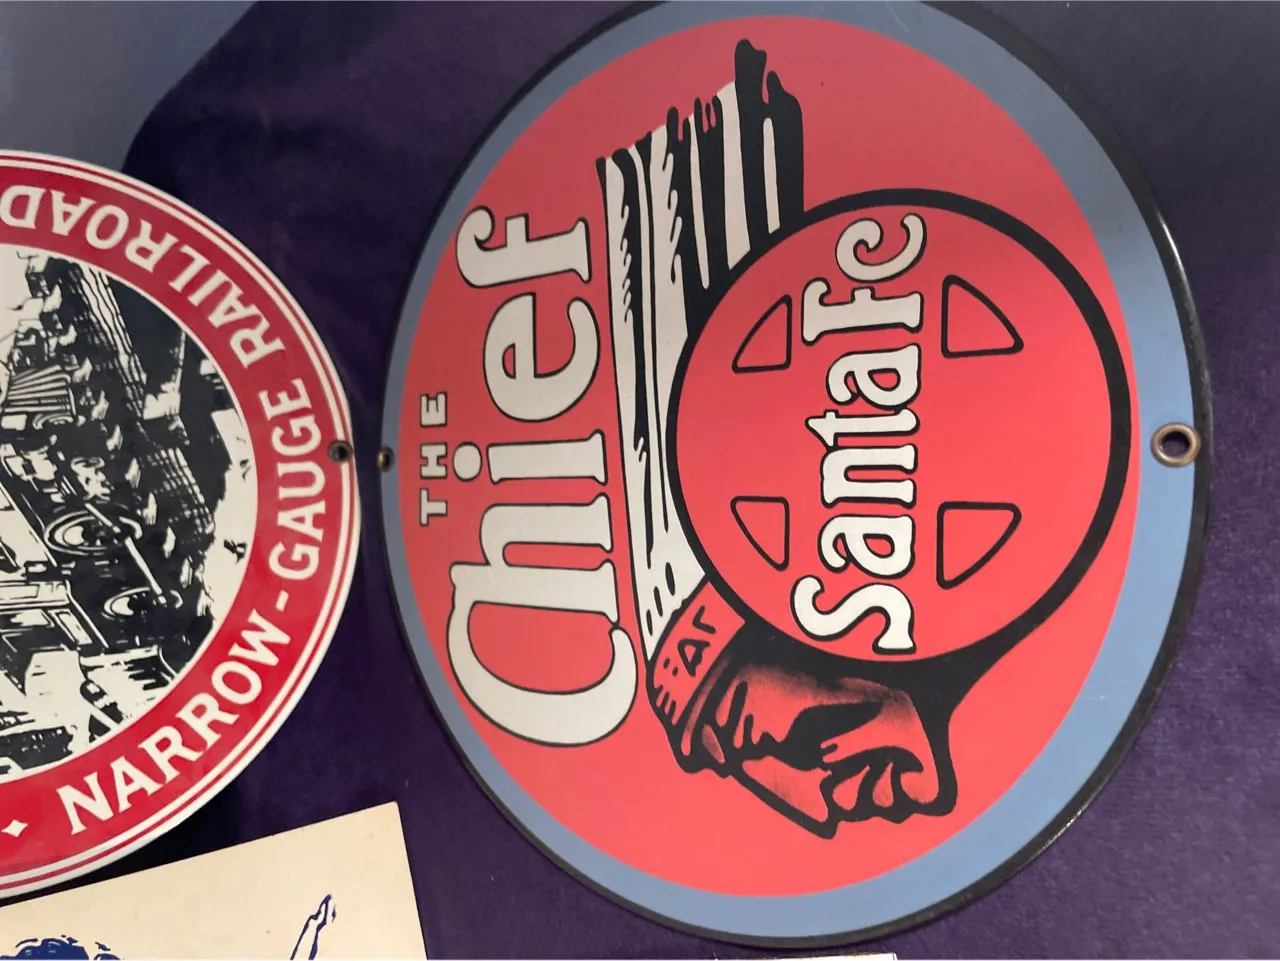 NARROW-GAUGE RAILROAD
THE
Chief
Santa Fe